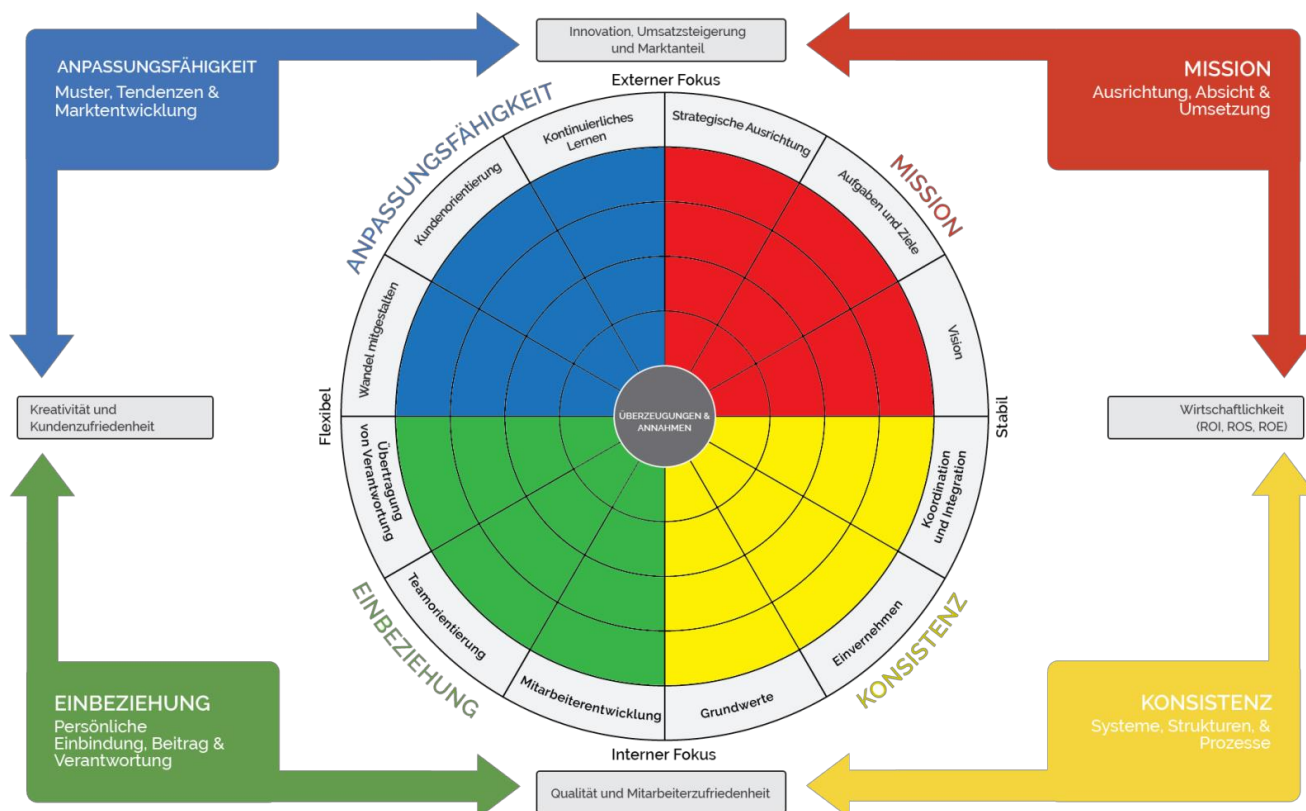 Innovation, Umsatzsteigerung
und Marktanteil
ANPASSUNGSFÄHIGKEIT
Muster, Tendenzen &
Marktentwicklung
MISSION
Ausrichtung, Absicht &
Umsetzung
Externer Fokus
ANPASSUNGSFÄHIGKEIT
MISSION
Wandel mitgestalten
Kundenorientierung
Kontinuierliches
Lernen
Strategische Ausrichtung
Aufgaben und Ziele
Vision
Flexibel
Stabil
Kreativität und
Kundenzufriedenheit
ÜBERZEUGUNGEN &
ANNAHMEN
Wirtschaftlichkeit
(ROI, ROS, ROE)
Übertragung
von Verantwortung
Teamorientierung
Mitarbeiterentwicklung
Grundwerte
Einvernehmen
Koordination
und Integration
EINBEZIEHUNG
KONSISTENZ
EINBEZIEHUNG
Persönliche
Einbindung, Beitrag &
Verantwortung
KONSISTENZ
Systeme, Strukturen, &
Prozesse
Interner Fokus
Qualität und Mitarbeiterzufriedenheit